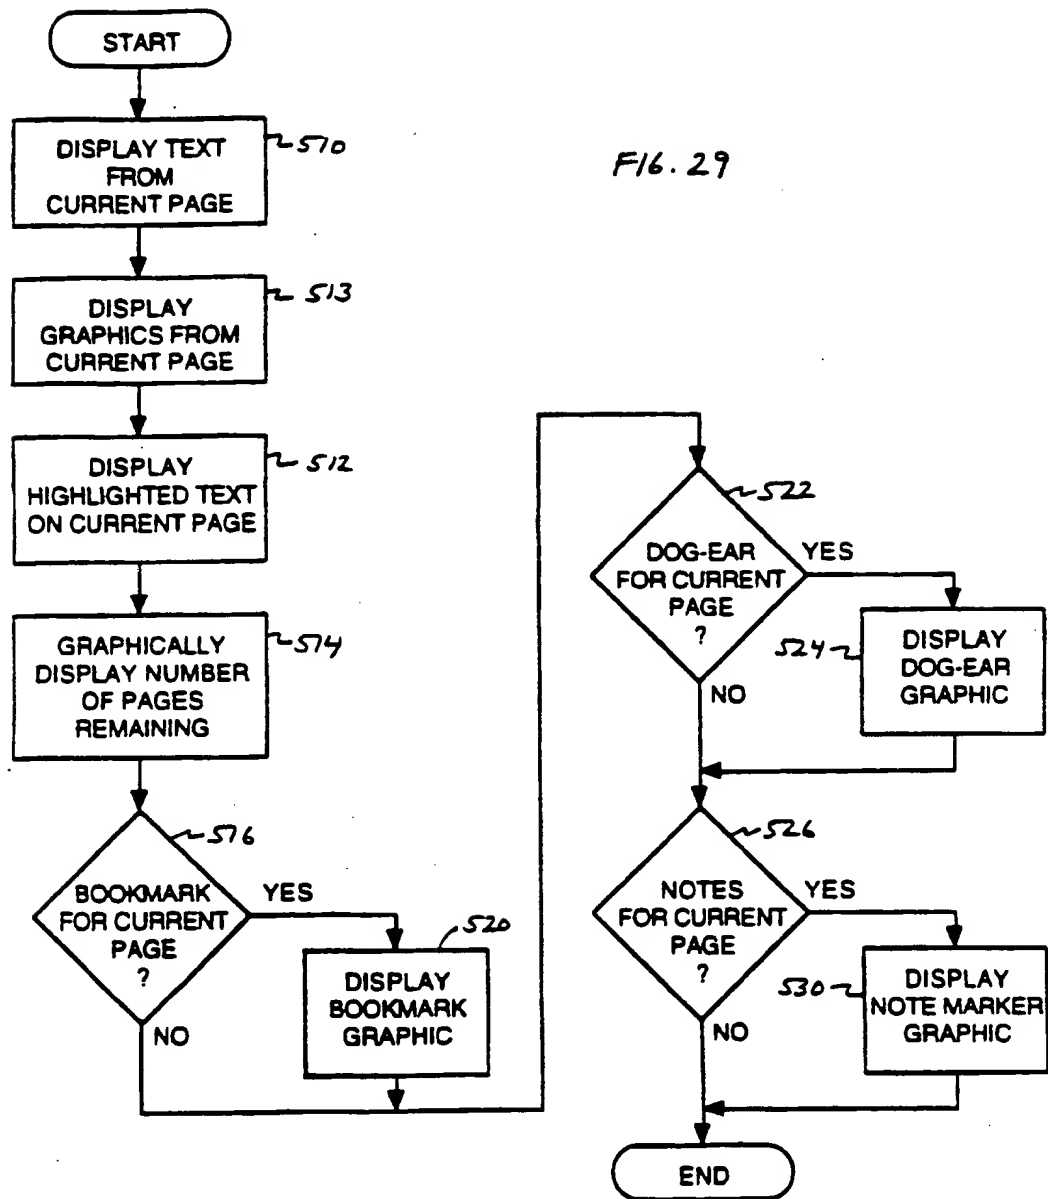 START
DISPLAY TEXT
FROM
CURRENT PAGE
510
FIG. 29
DISPLAY
GRAPHICS FROM
CURRENT PAGE
513
DISPLAY
HIGHLIGHTED TEXT
ON CURRENT PAGE
512
GRAPHICALLY
DISPLAY NUMBER
OF PAGES
REMAINING
514
516
BOOKMARK
FOR CURRENT
PAGE
?
YES
NO
520
DISPLAY
BOOKMARK
GRAPHIC
522
DOG-EAR
FOR CURRENT
PAGE
?
YES
NO
524
DISPLAY
DOG-EAR
GRAPHIC
526
NOTES
FOR CURRENT
PAGE
?
YES
NO
530
DISPLAY
NOTE MARKER
GRAPHIC
END